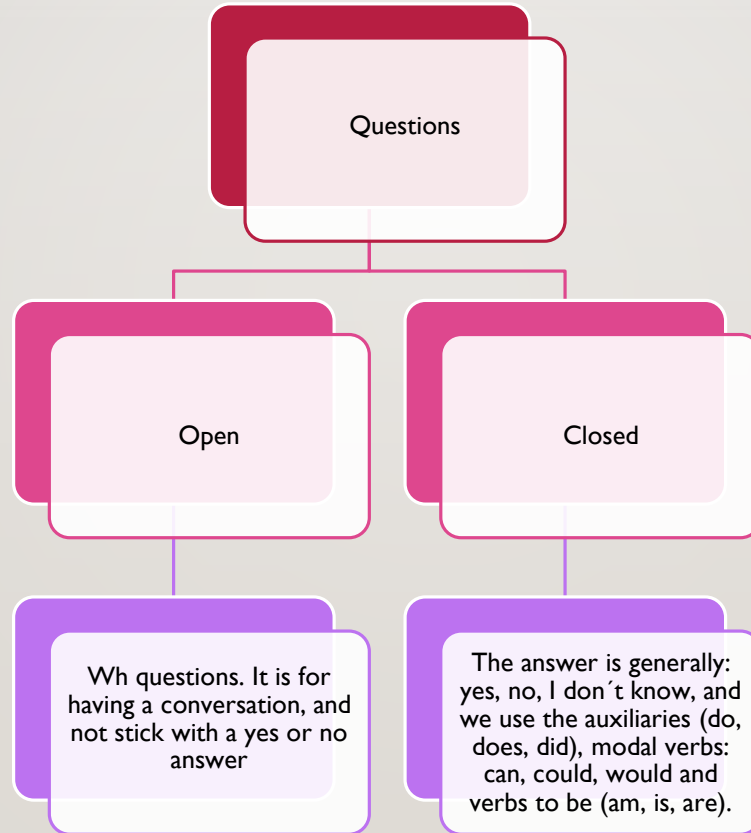 Questions
Open
Closed
Wh questions. It is for
having a conversation, and
not stick with a yes or no
answer
The answer is generally:
yes, no, I don´t know, and
we use the auxiliaries (do,
does, did), modal verbs:
can, could, would and
verbs to be (am, is, are).